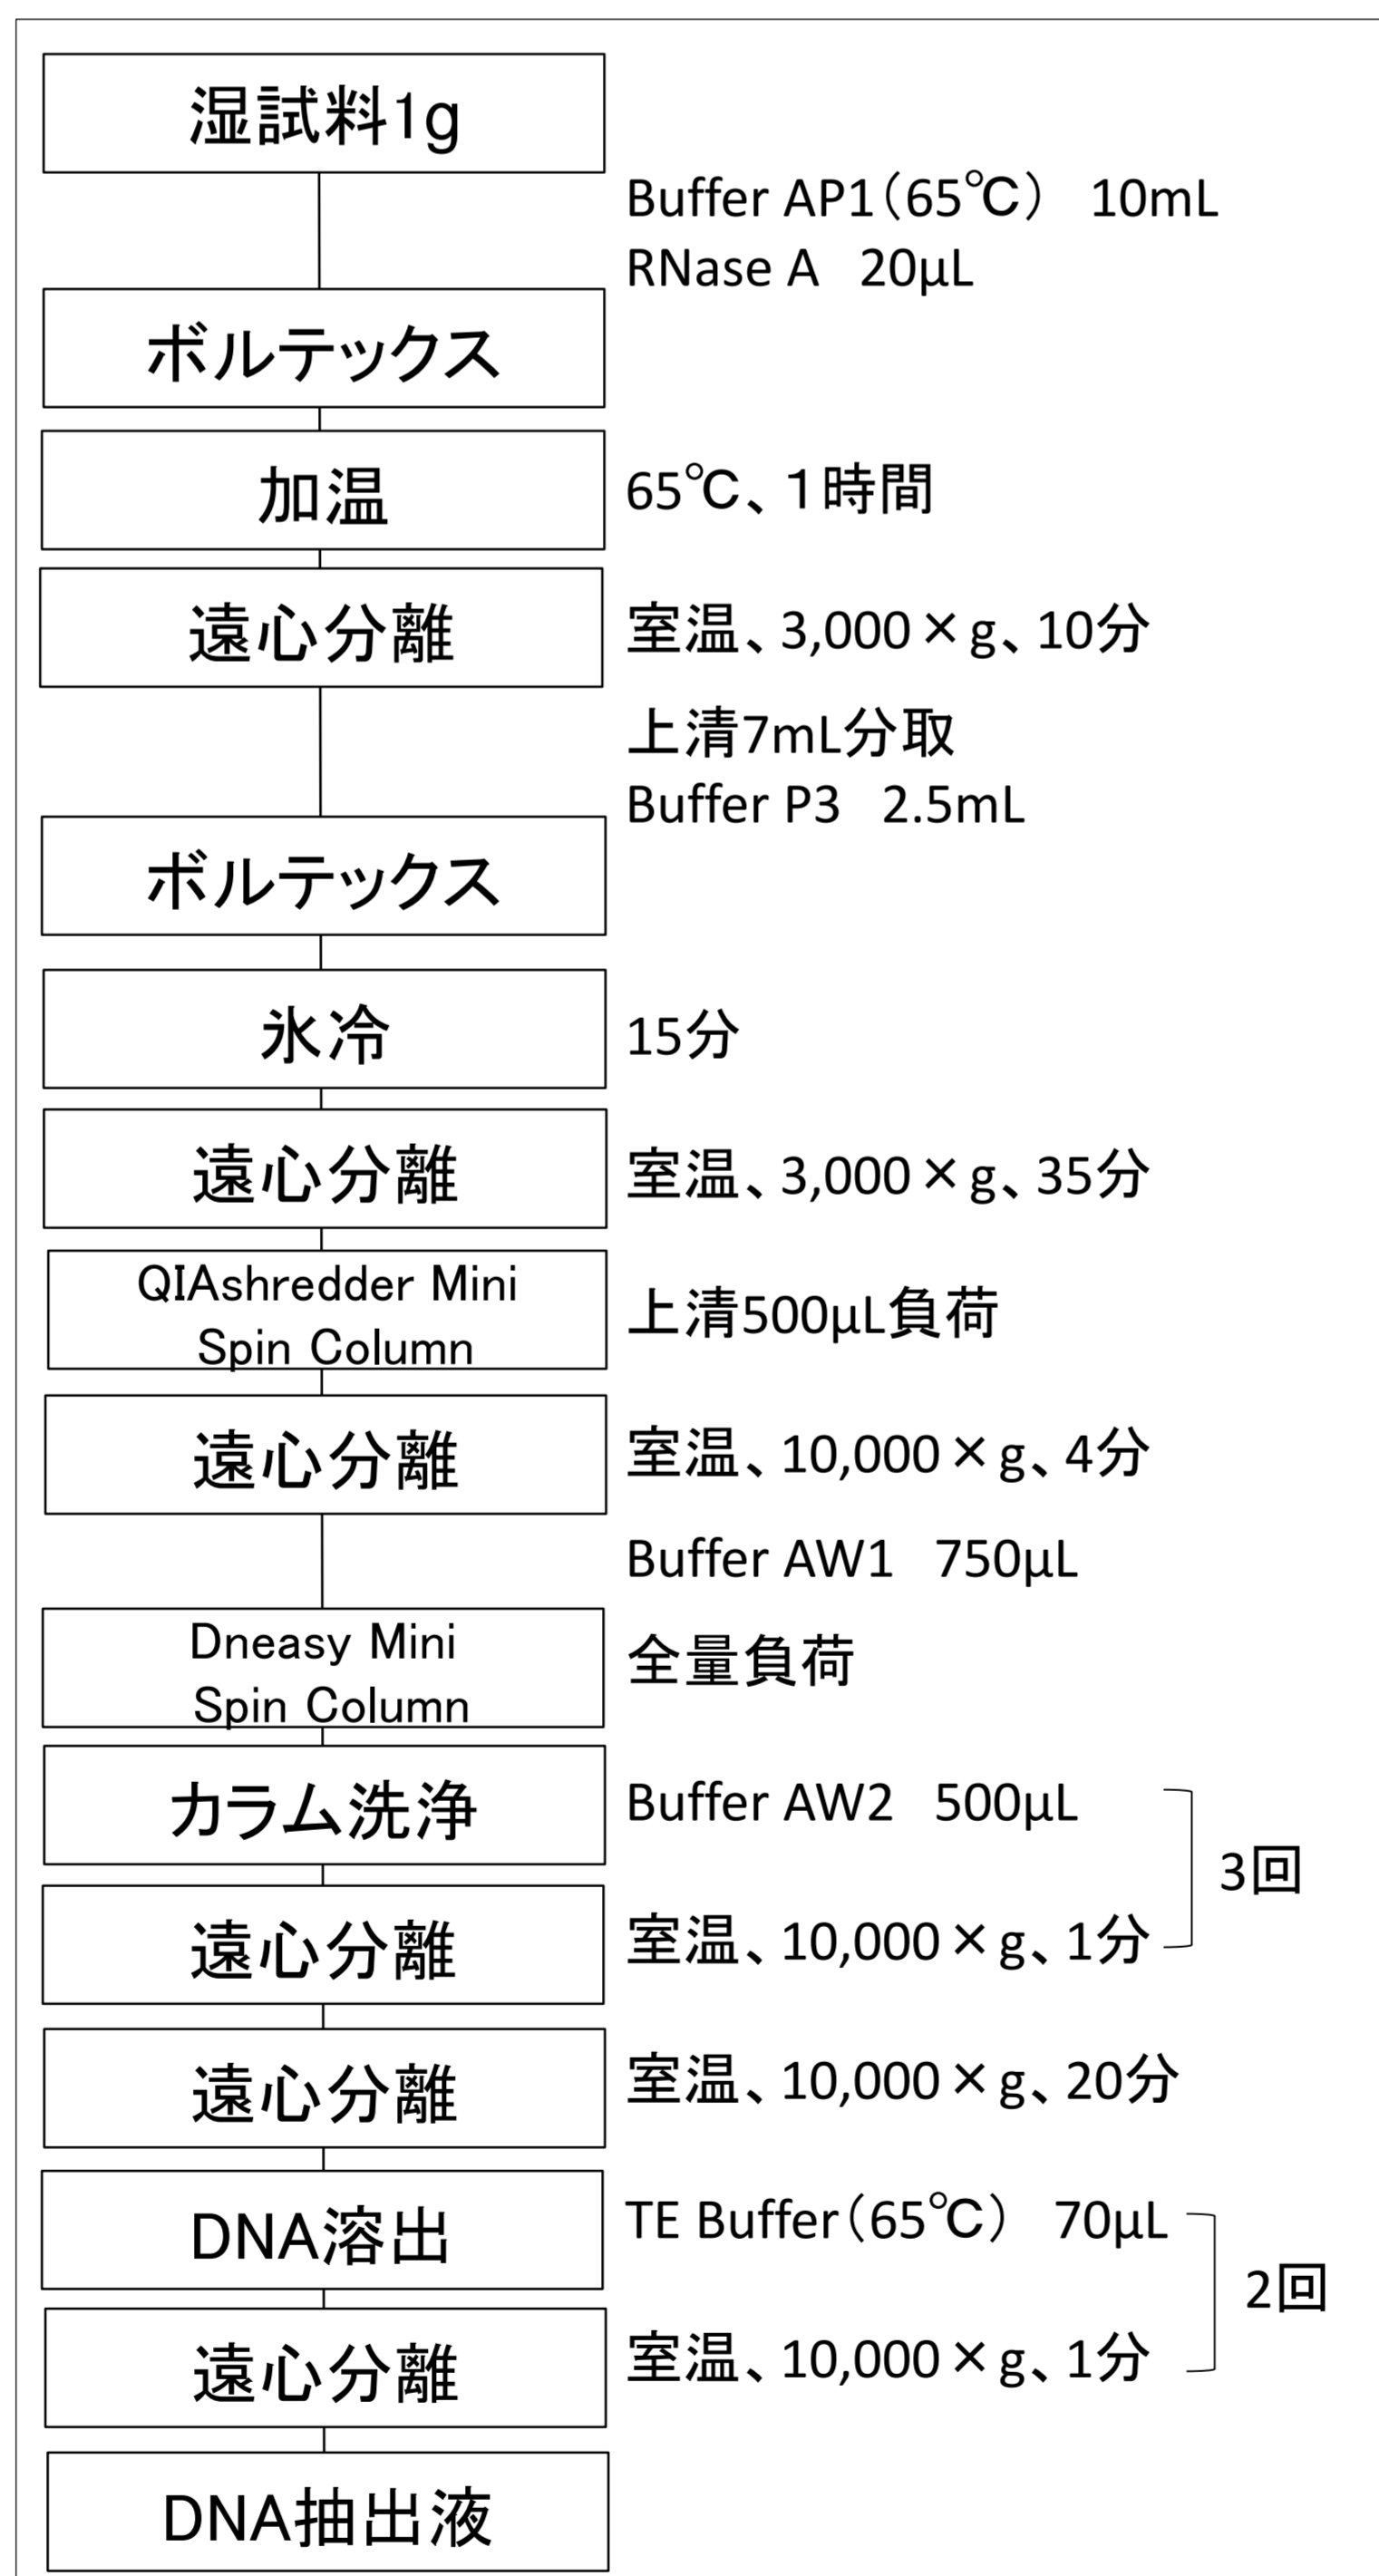 湿試料1g
Buffer AP1（65℃） 10mL
RNase A 20μL
ボルテックス
加温
65℃、1時間
遠心分離
室温、3,000×g、10分
上清7mL分取
Buffer P3 2.5mL
ボルテックス
氷冷
15分
遠心分離
室温、3,000×g、35分
QIAshredder Mini
Spin Column
上清500μL負荷
遠心分離
室温、10,000×g、4分
Buffer AW1 750μL
Dneasy Mini
Spin Column
全量負荷
カラム洗浄
Buffer AW2 500μL
3回
遠心分離
室温、10,000×g、1分
遠心分離
室温、10,000×g、20分
DNA溶出
TE Buffer（65℃） 70μL
2回
遠心分離
室温、10,000×g、1分
DNA抽出液